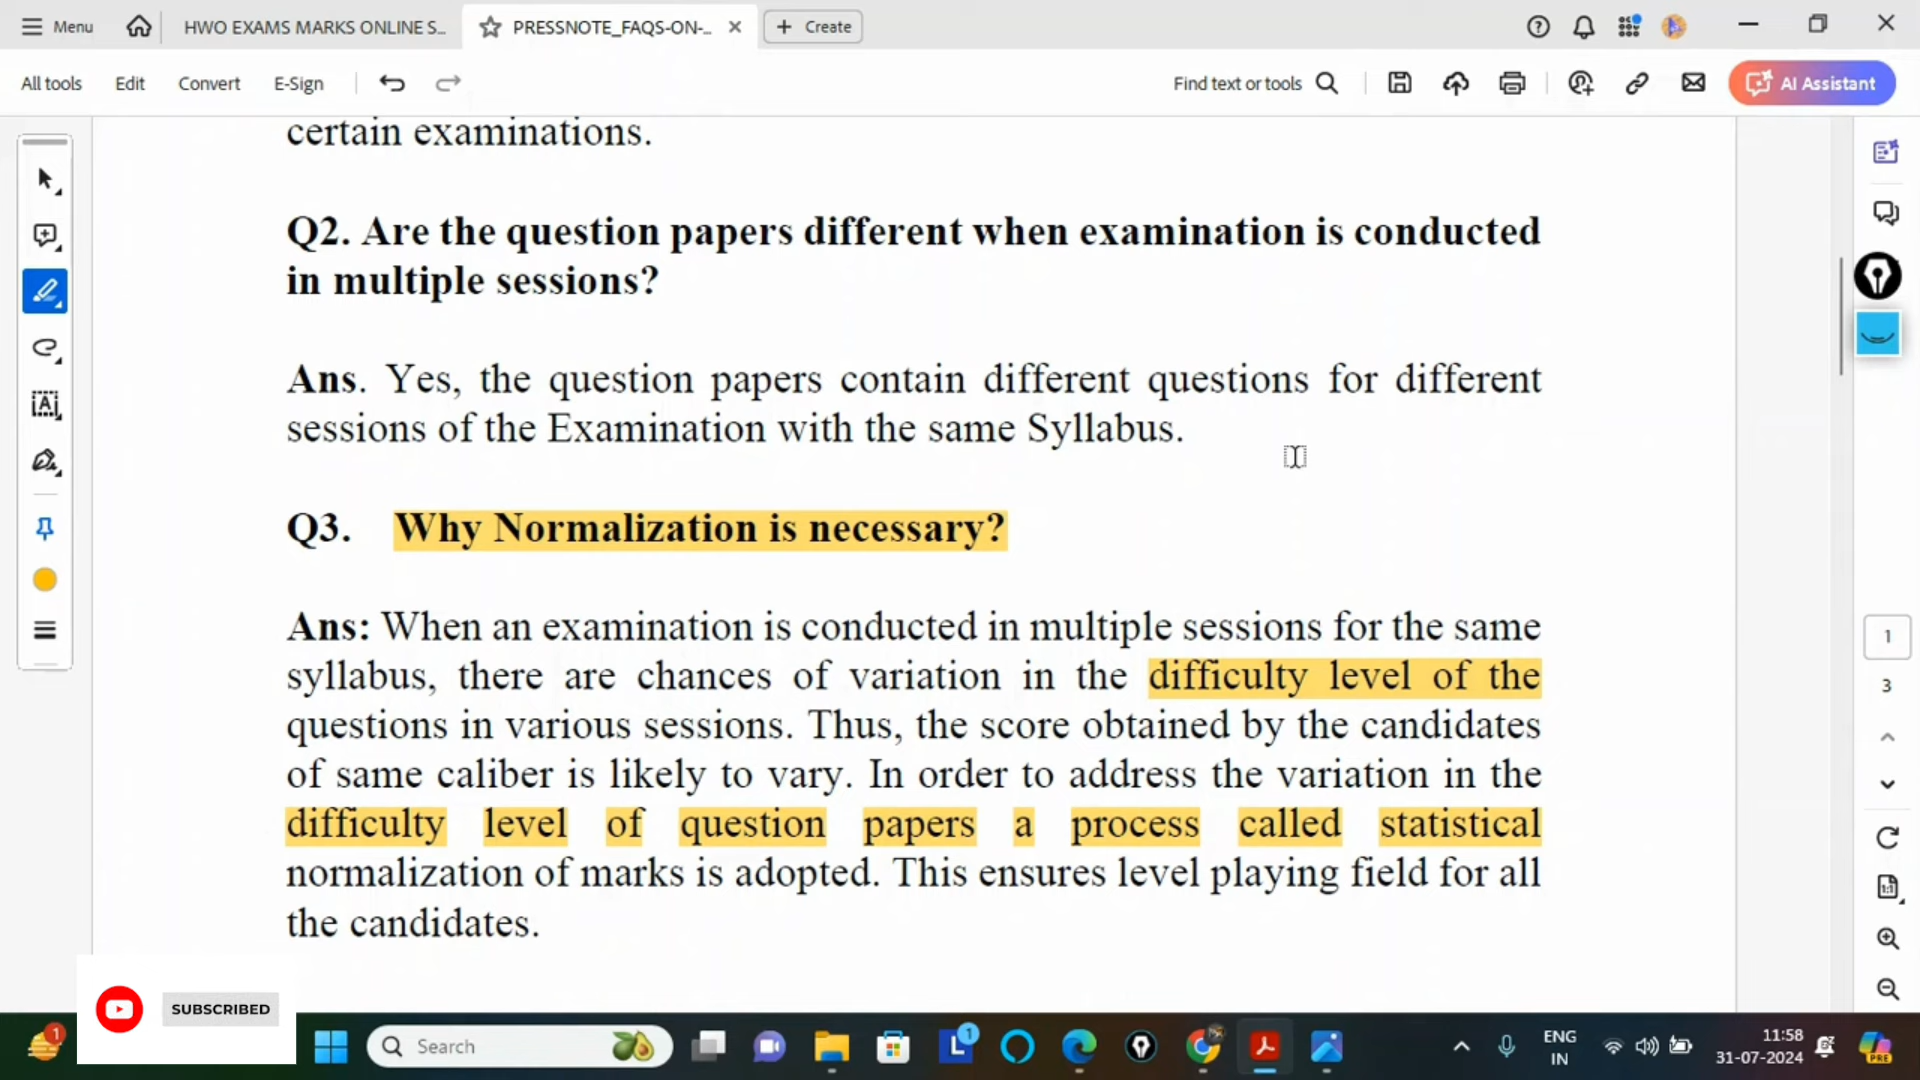 Menu
HWO EXAMS MARKS ONLINE S...
PRESSNOTE_FAQS-ON-...
Create
All tools
Edit
Convert
E-Sign
Find text or tools
AI Assistant
certain examinations.
Q2. Are the question papers different when examination is conducted
in multiple sessions?
Ans. Yes, the question papers contain different questions for different
sessions of the Examination with the same Syllabus.
Q3. Why Normalization is necessary?
Ans: When an examination is conducted in multiple sessions for the same
syllabus, there are chances of variation in the difficulty level of the
questions in various sessions. Thus, the score obtained by the candidates
of same caliber is likely to vary. In order to address the variation in the
difficulty level of question papers a process called statistical
normalization of marks is adopted. This ensures level playing field for all
the candidates.
1
3
1:1
SUBSCRIBED
1
Search
L
1
ENG
IN
11:58
31-07-2024
PRE